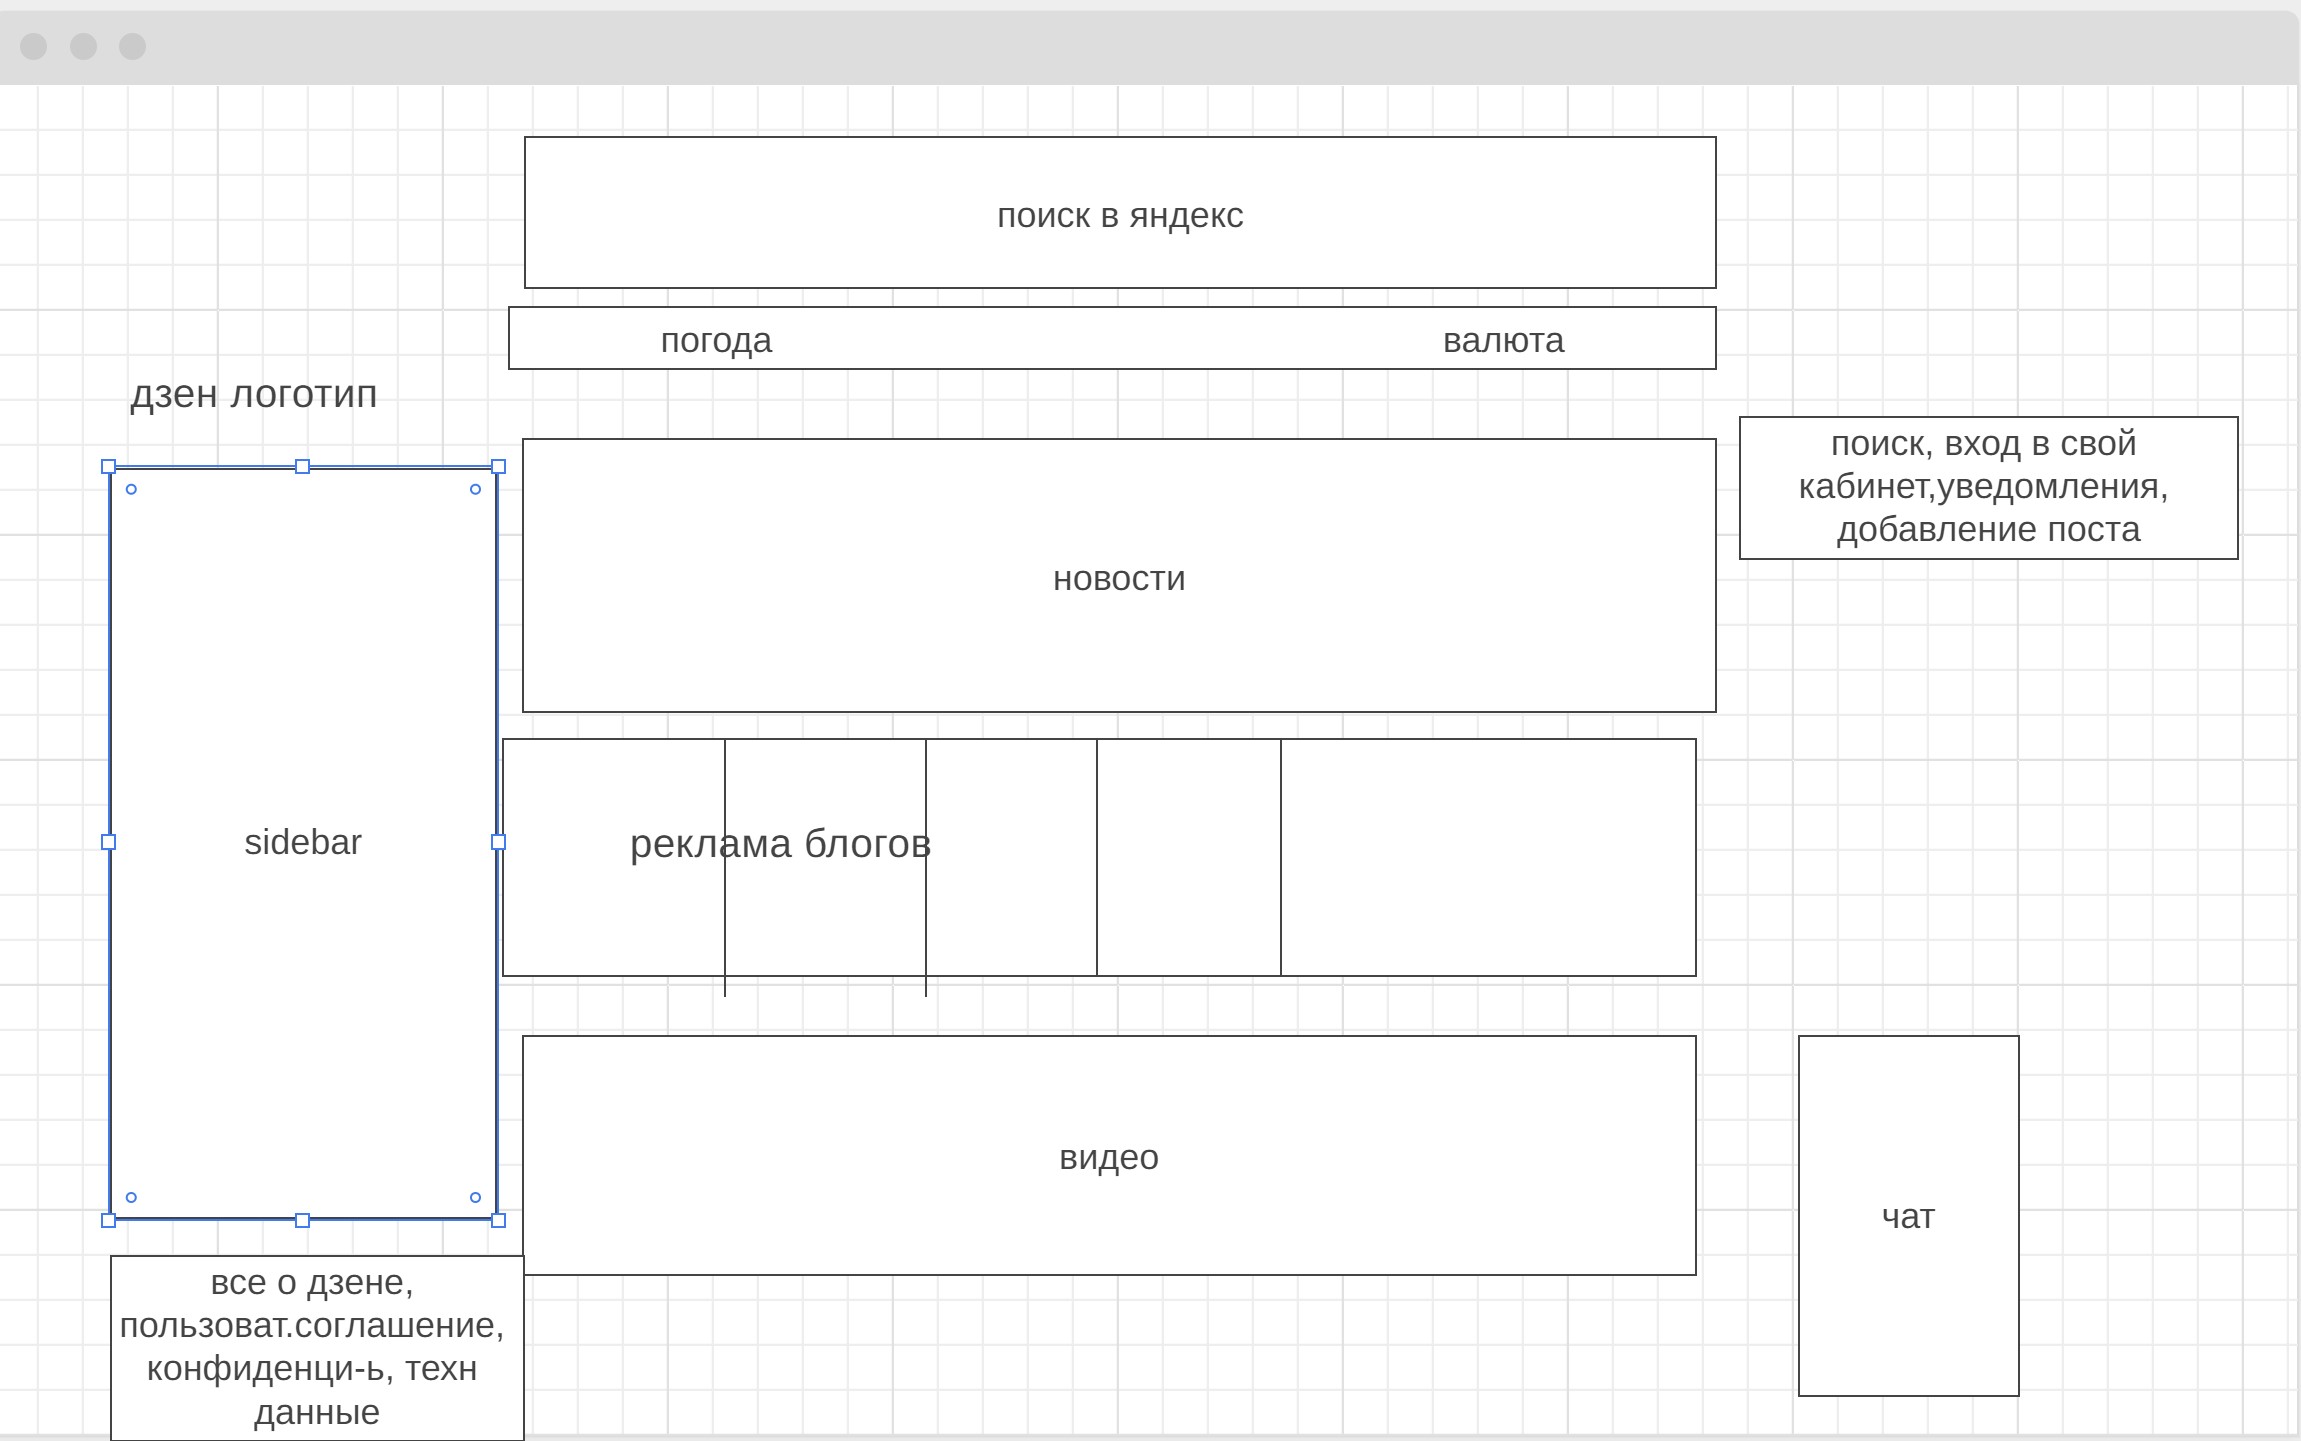 поиск в яндекс
погода
валюта
дзен логотип
поиск, вход в свой
кабинет,уведомления,
добавление поста
новости
sidebar
реклама блогов
видео
чат
все о дзене,
пользоват.соглашение,
конфиденци-ь, техн
данные